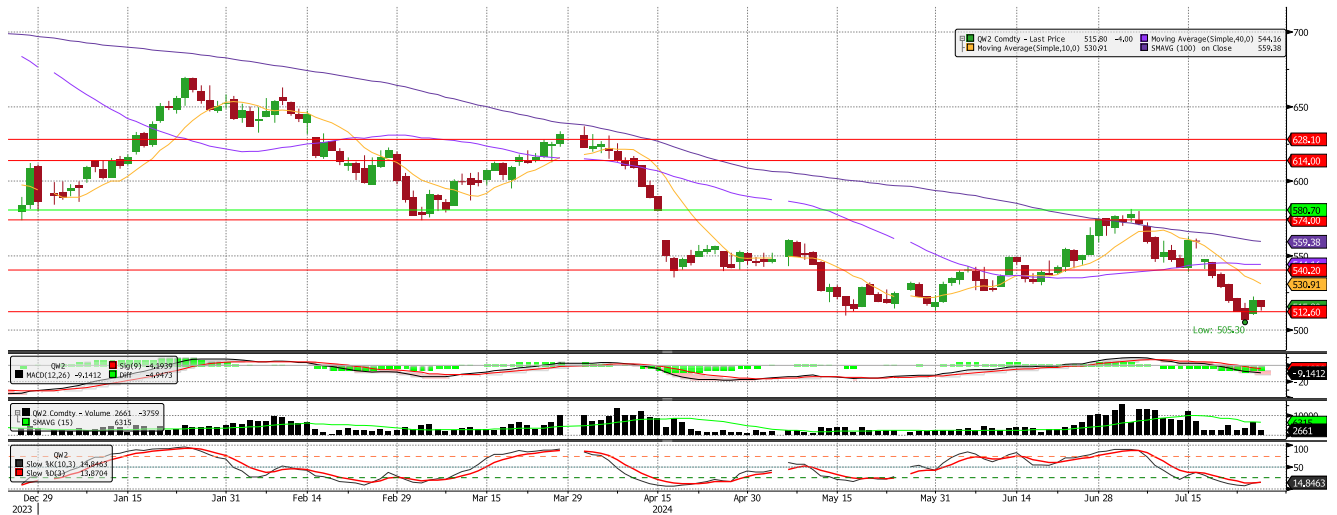 QW2 Comdty - Last Price 515.80 -4.00 Moving Average(Simple,40,0) 544.16
Moving Average(Simple,10,0) 530.91 SMAVG (100) on Close 559.38
700
650
628.10
614.00
600
580.70
574.00
559.38
550
540.20
530.91
512.60
Low: 505.30
500
QW2 Sig(9) -4.1939
MACD(12,26) -9.1412 Diff -4.9473
-9.1412
-20
QW2 Comdty - Volume 2661 -3759
SMAVG (15) 6315
10000
6315
2661
QW2
Slow %K(10,3) 14.8463
Slow %D(3) 13.8704
100
50
14.8463
Dec 29 Jan 15 Jan 31 Feb 14 Feb 29 Mar 15 Mar 29 Apr 15 Apr 30 May 15 May 31 Jun 14 Jun 28 Jul 15
2023 2024